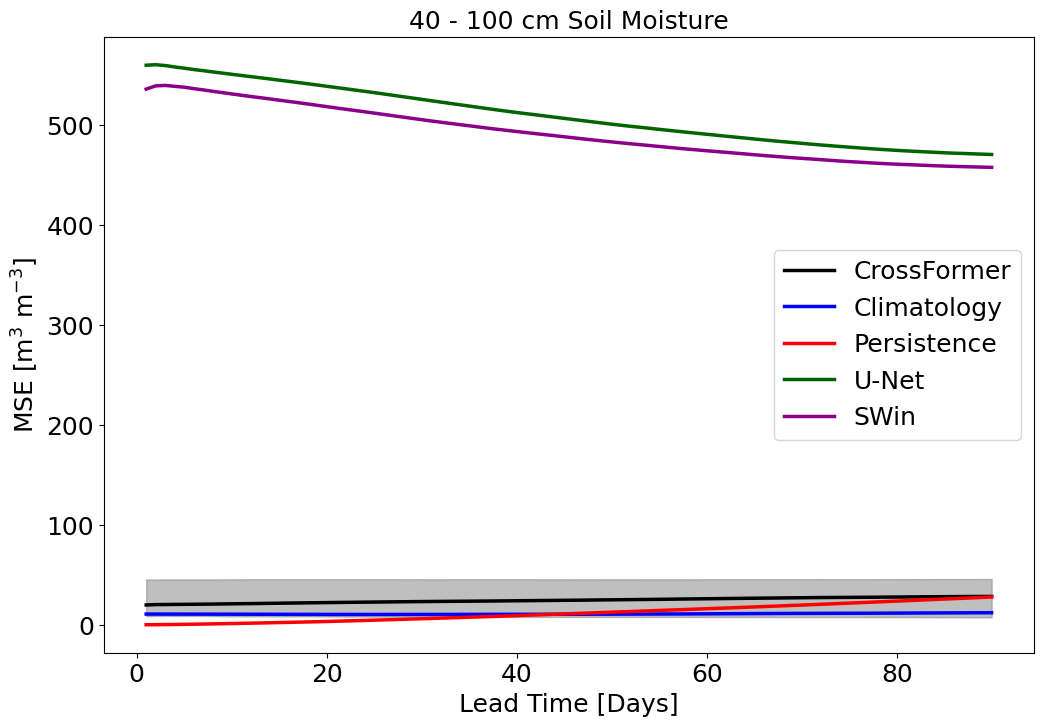 40 - 100 cm Soil Moisture
MSE [m³ m⁻³]
500
400
300
200
100
0
0 20 40 60 80
Lead Time [Days]
CrossFormer
Climatology
Persistence
U-Net
SWin